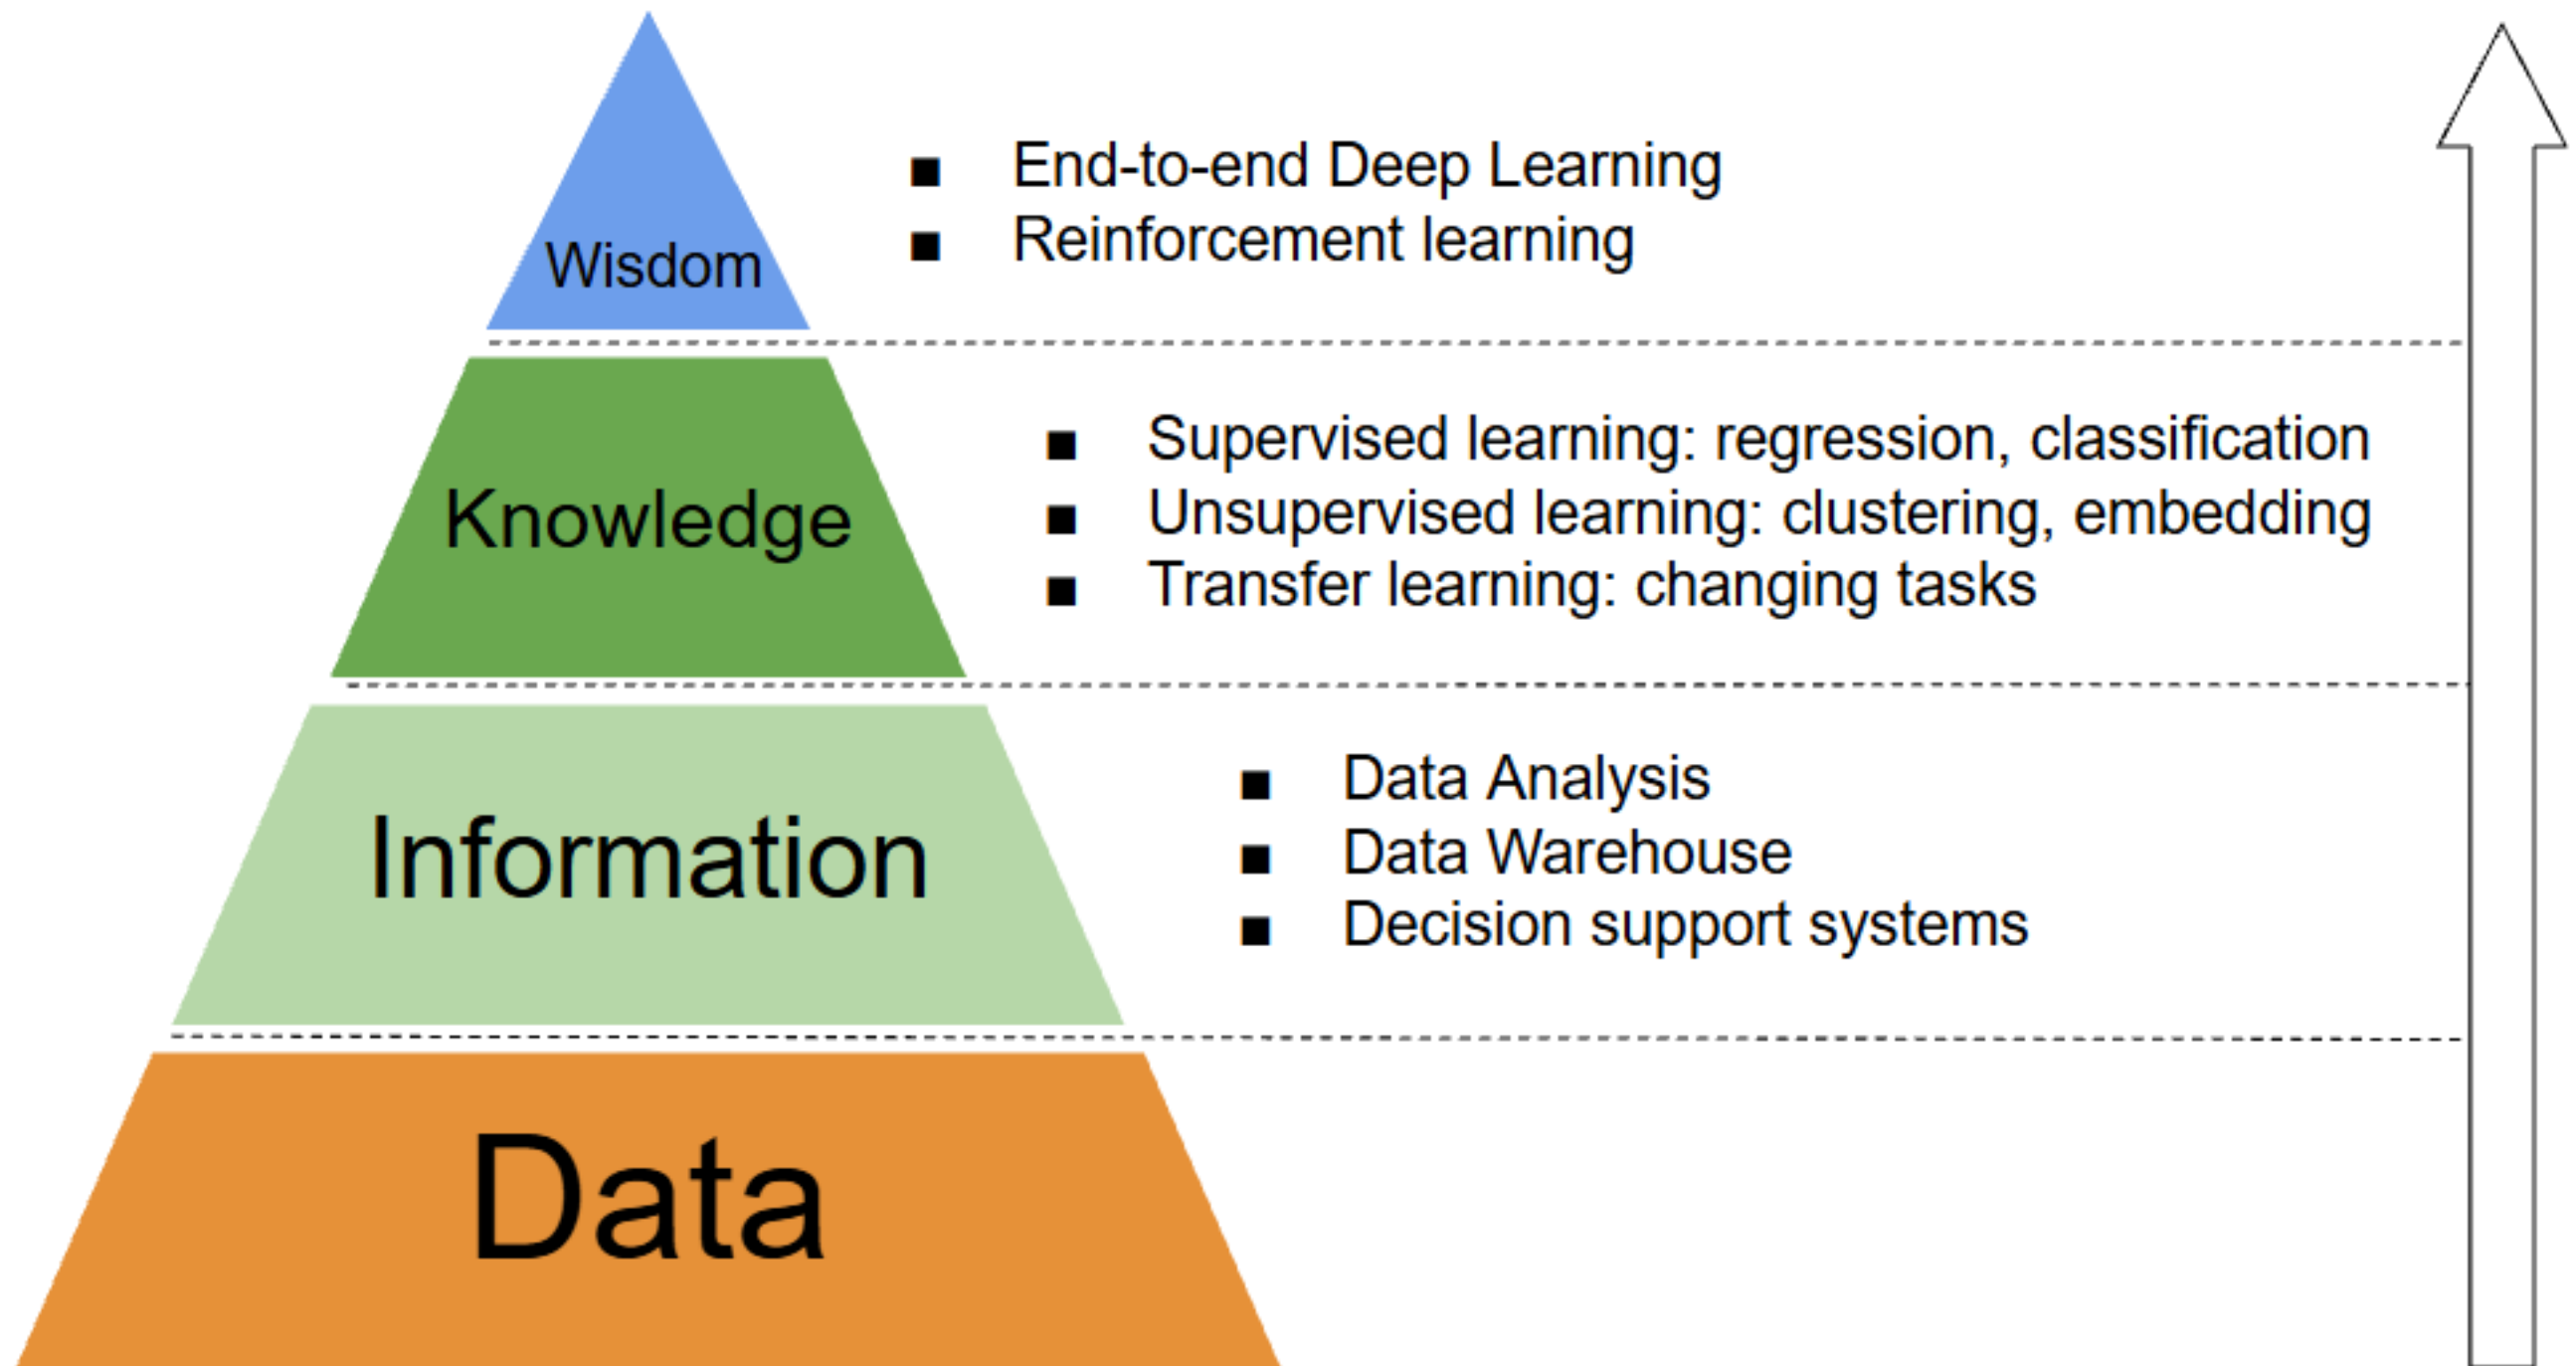 Wisdom
■ End-to-end Deep Learning
■ Reinforcement learning
Knowledge
■ Supervised learning: regression, classification
■ Unsupervised learning: clustering, embedding
■ Transfer learning: changing tasks
Information
■ Data Analysis
■ Data Warehouse
■ Decision support systems
Data